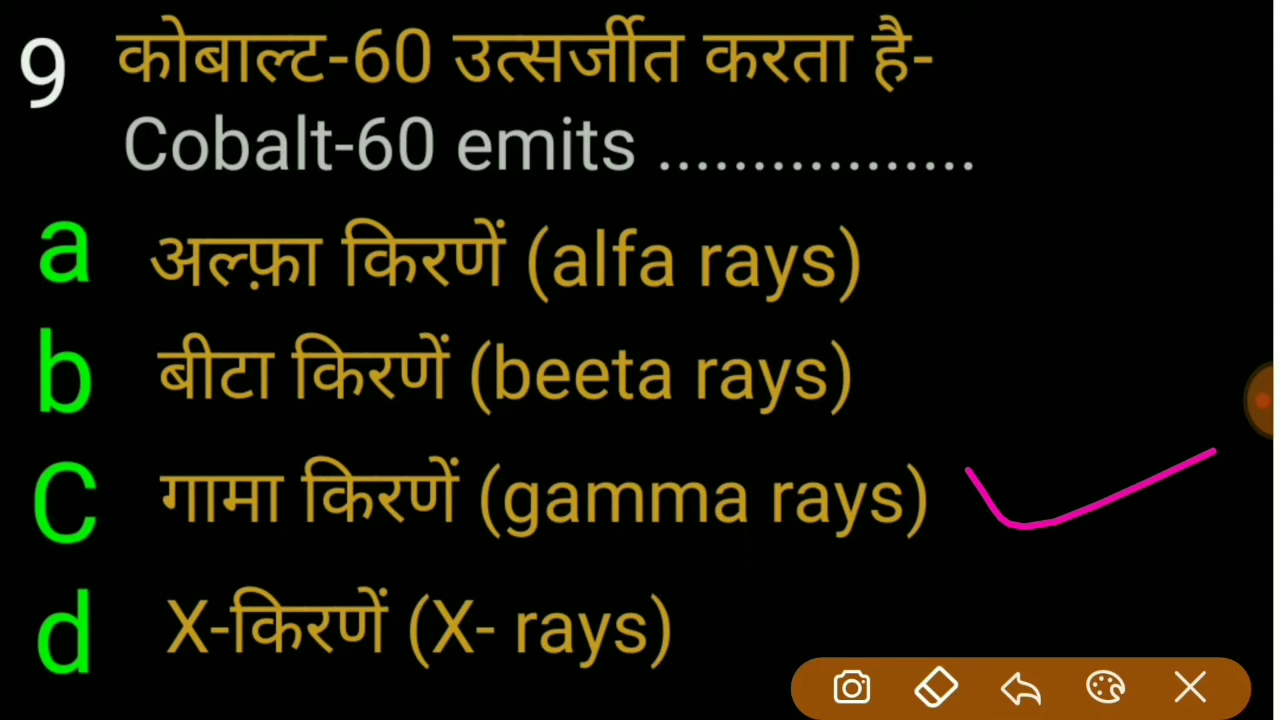 9 कोबाल्ट-60 उत्सर्जीत करता है-
Cobalt-60 emits .................
a अल्फ़ा किरणें (alfa rays)
b बीटा किरणें (beeta rays)
C गामा किरणें (gamma rays)
d X-किरणें (X- rays)